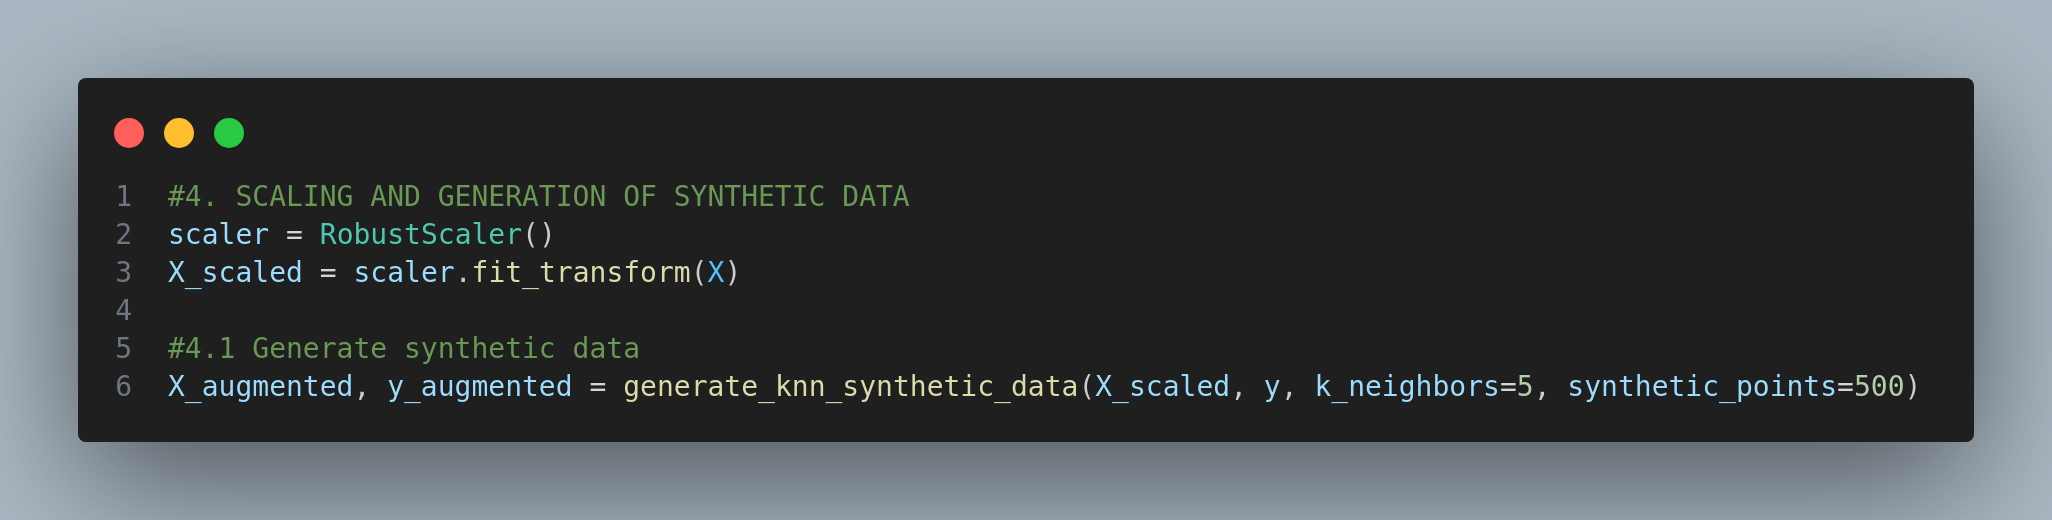 1 #4. SCALING AND GENERATION OF SYNTHETIC DATA
2 scaler = RobustScaler()
3 X_scaled = scaler.fit_transform(X)
4
5 #4.1 Generate synthetic data
6 X_augmented, y_augmented = generate_knn_synthetic_data(X_scaled, y, k_neighbors=5, synthetic_points=500)